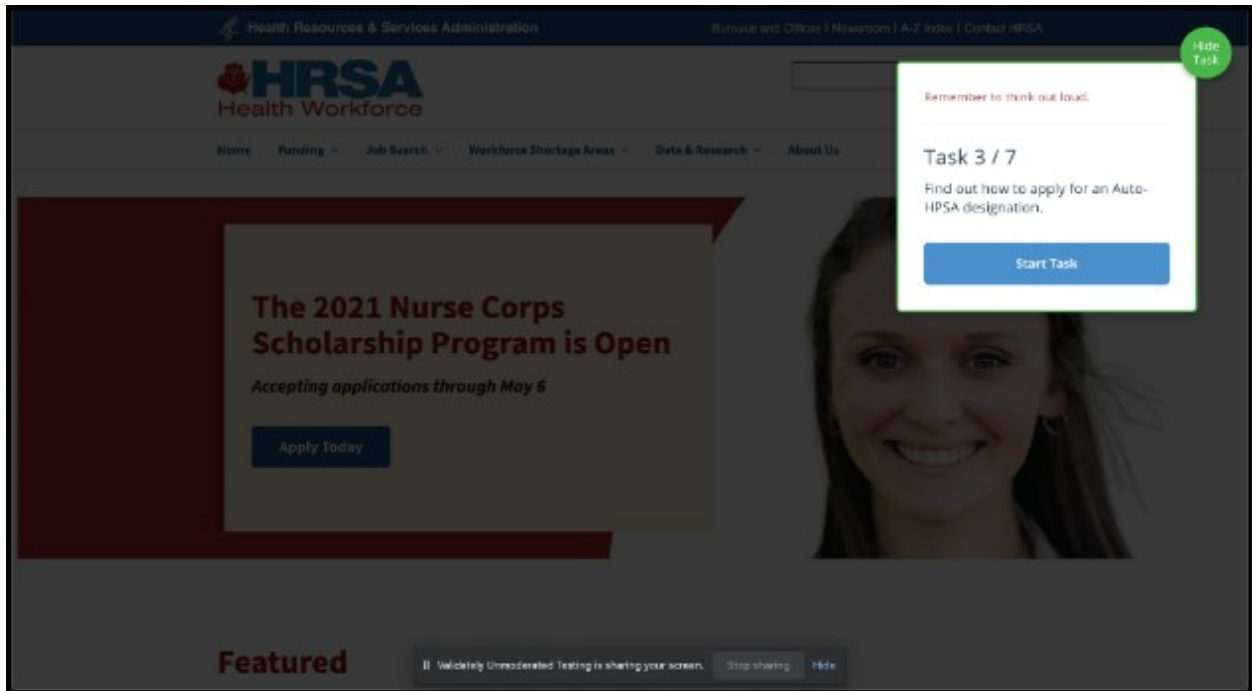 Health Resources & Services Administration
Bureaus and Offices | Newsroom | A-Z Index | Contact HRSA
Hide
Task
HRSA
Health Workforce
Remember to think out loud.
Home Funding Job Search Workforce Shortage Areas Data & Research About Us
Task 3 / 7
Find out how to apply for an Auto-
HPSA designation.
Start Task
The 2021 Nurse Corps
Scholarship Program is Open
Accepting applications through May 6
Apply Today
Featured
Validately Unmoderated Testing is sharing your screen. Stop sharing Hide